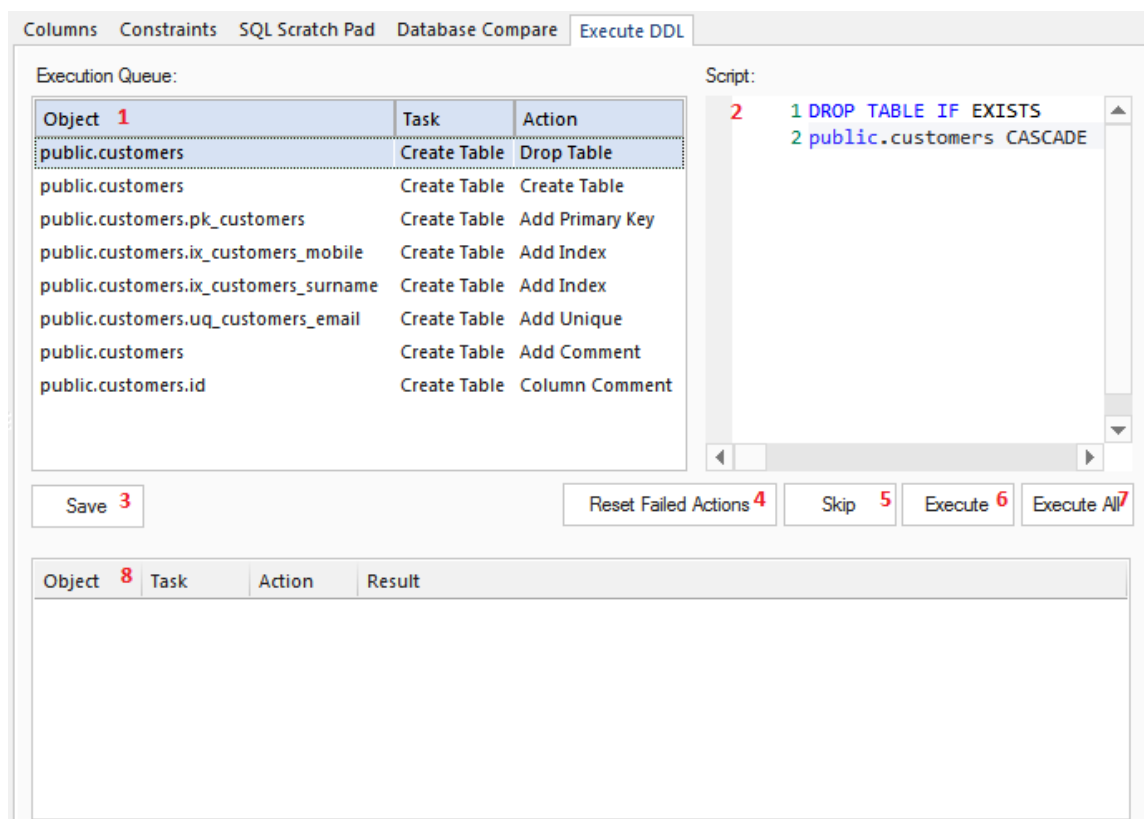 Columns Constraints SQL Scratch Pad Database Compare Execute DDL
Execution Queue: Script:
Object 1 Task Action
public.customers Create Table Drop Table
public.customers Create Table Create Table
public.customers.pk_customers Create Table Add Primary Key
public.customers.ix_customers_mobile Create Table Add Index
public.customers.ix_customers_surname Create Table Add Index
public.customers.uq_customers_email Create Table Add Unique
public.customers Create Table Add Comment
public.customers.id Create Table Column Comment
2 1 DROP TABLE IF EXISTS
2 public.customers CASCADE
Save 3 Reset Failed Actions 4 Skip 5 Execute 6 Execute All 7
Object 8 Task Action Result